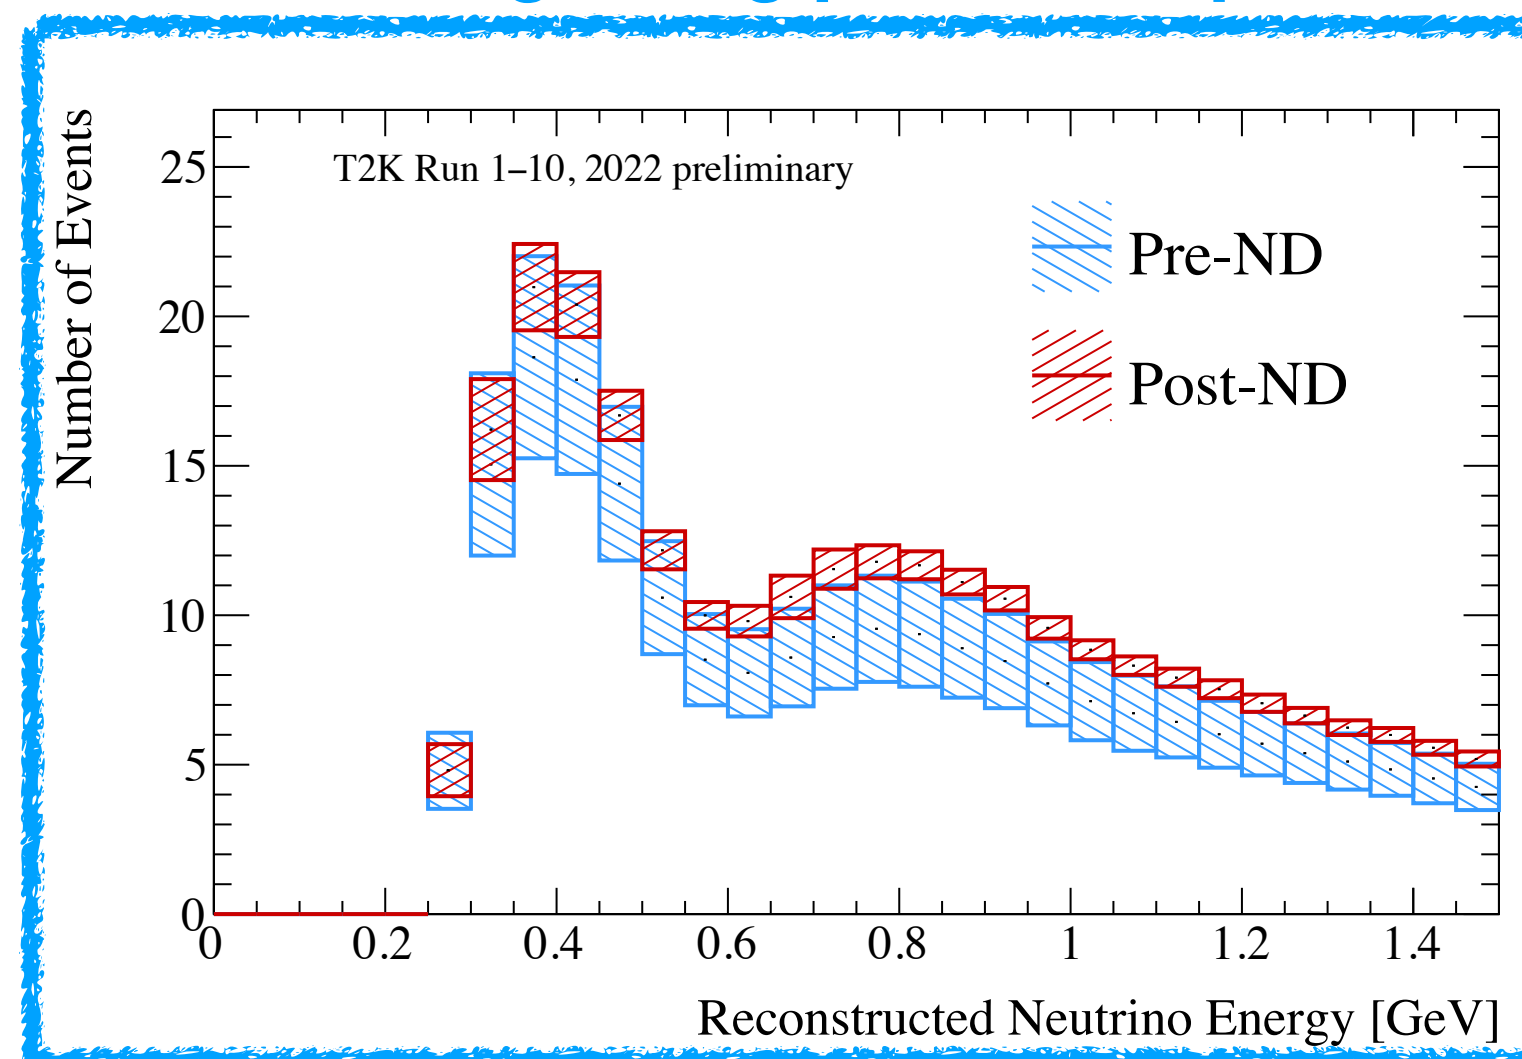 Number of Events
T2K Run 1–10, 2022 preliminary
Pre-ND
Post-ND
25
20
15
10
5
0
0 0.2 0.4 0.6 0.8 1 1.2 1.4
Reconstructed Neutrino Energy [GeV]